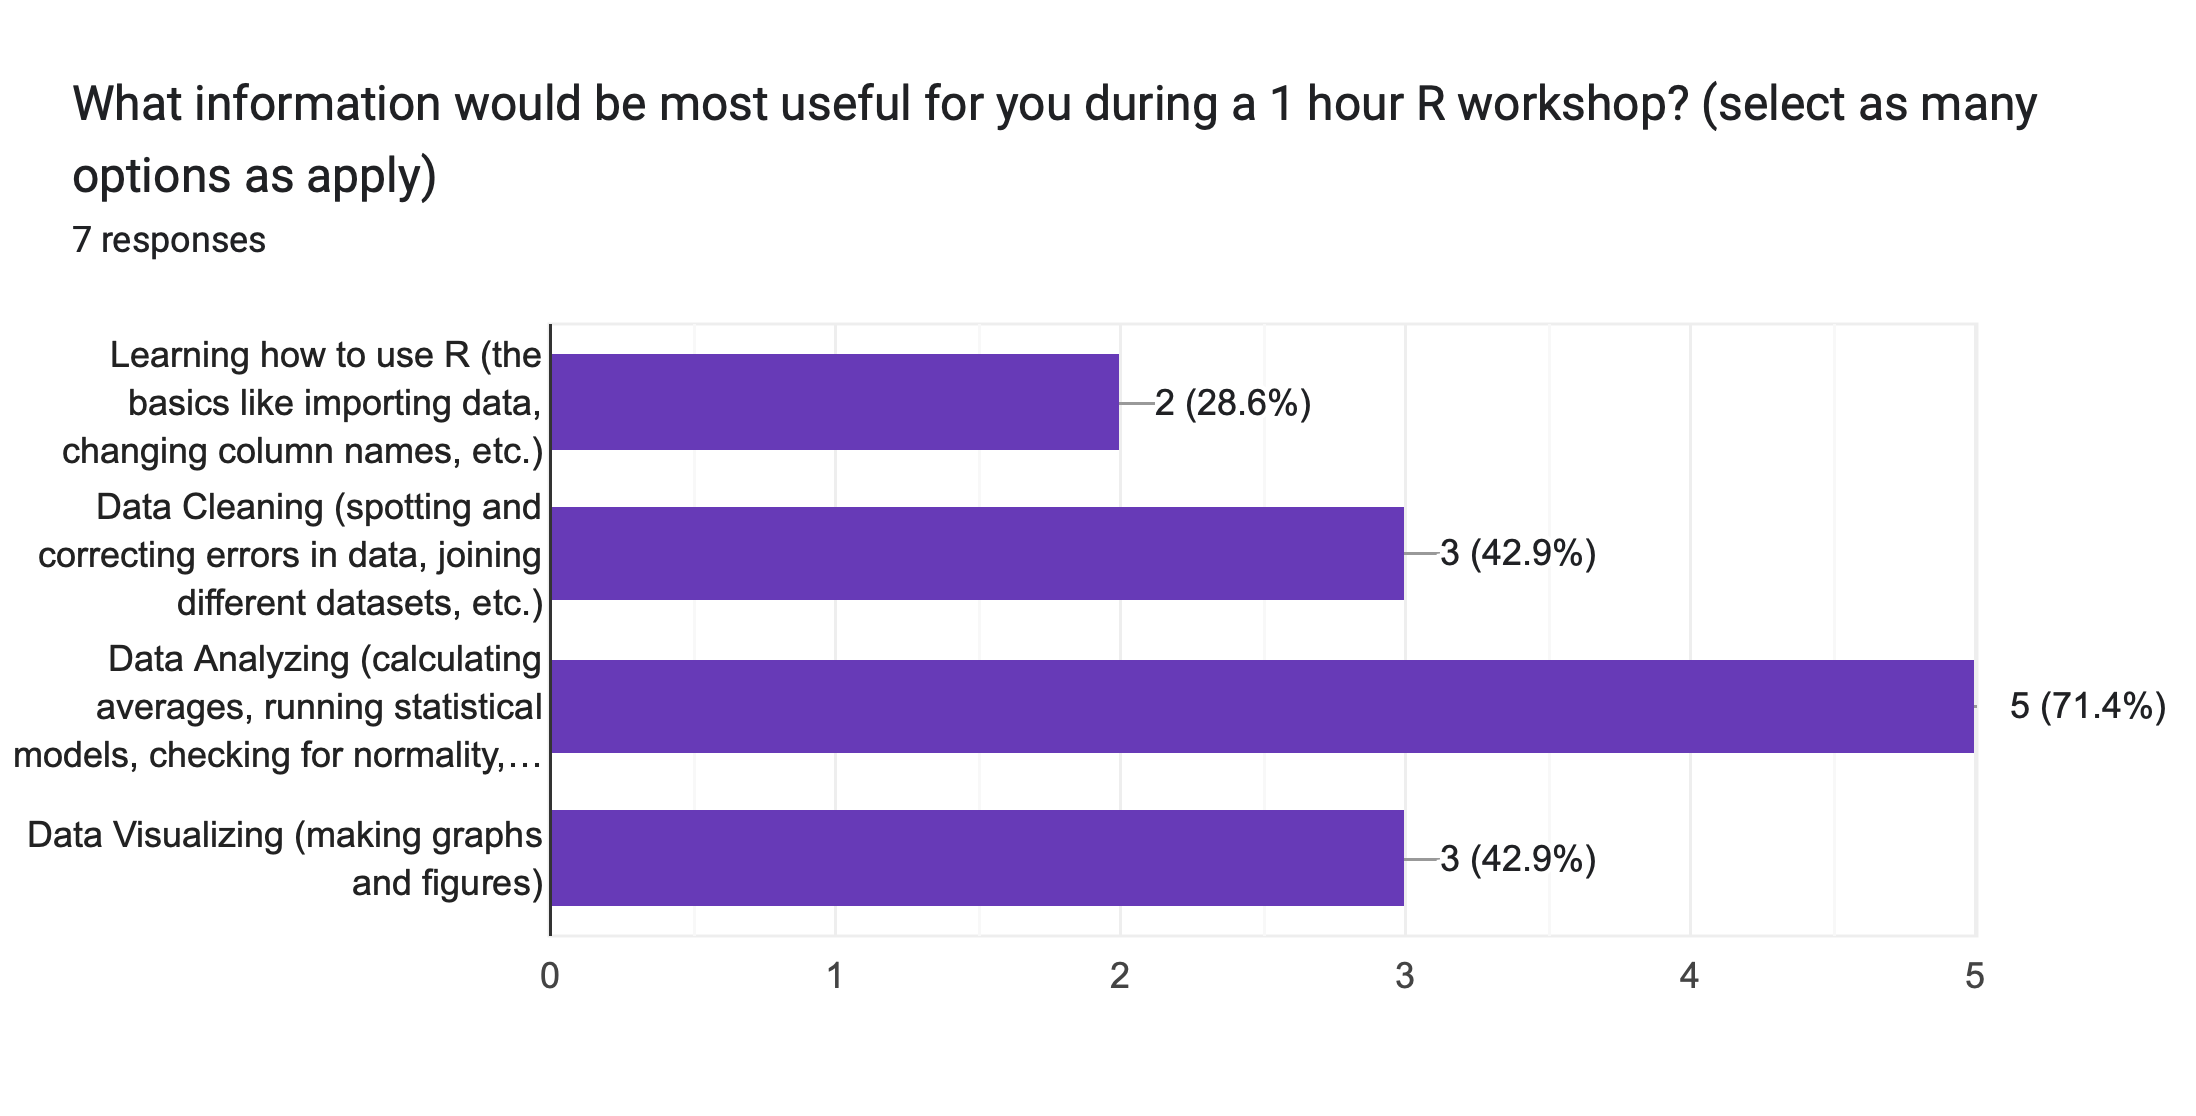 What information would be most useful for you during a 1 hour R workshop? (select as many
options as apply)
7 responses
Learning how to use R (the
basics like importing data,
changing column names, etc.)
2 (28.6%)
Data Cleaning (spotting and
correcting errors in data, joining
different datasets, etc.)
3 (42.9%)
Data Analyzing (calculating
averages, running statistical
models, checking for normality,…
5 (71.4%)
Data Visualizing (making graphs
and figures)
3 (42.9%)
0 1 2 3 4 5